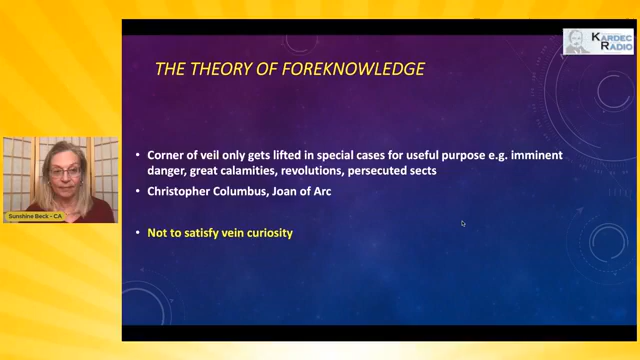 KARDEC
RADIO
THE THEORY OF FOREKNOWLEDGE
• Corner of veil only gets lifted in special cases for useful purpose e.g. imminent
danger, great calamities, revolutions, persecuted sects
• Christopher Columbus, Joan of Arc
• Not to satisfy vein curiosity
Sunshine Beck - CA